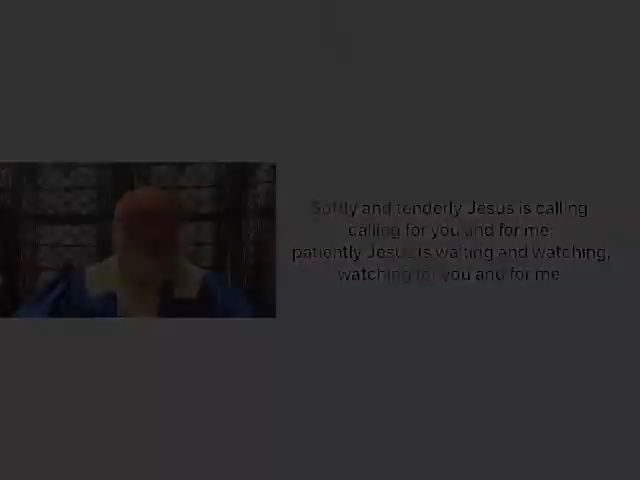 Softly and tenderly Jesus is calling
calling for you and for me;
patiently Jesus is waiting and watching,
watching for you and for me